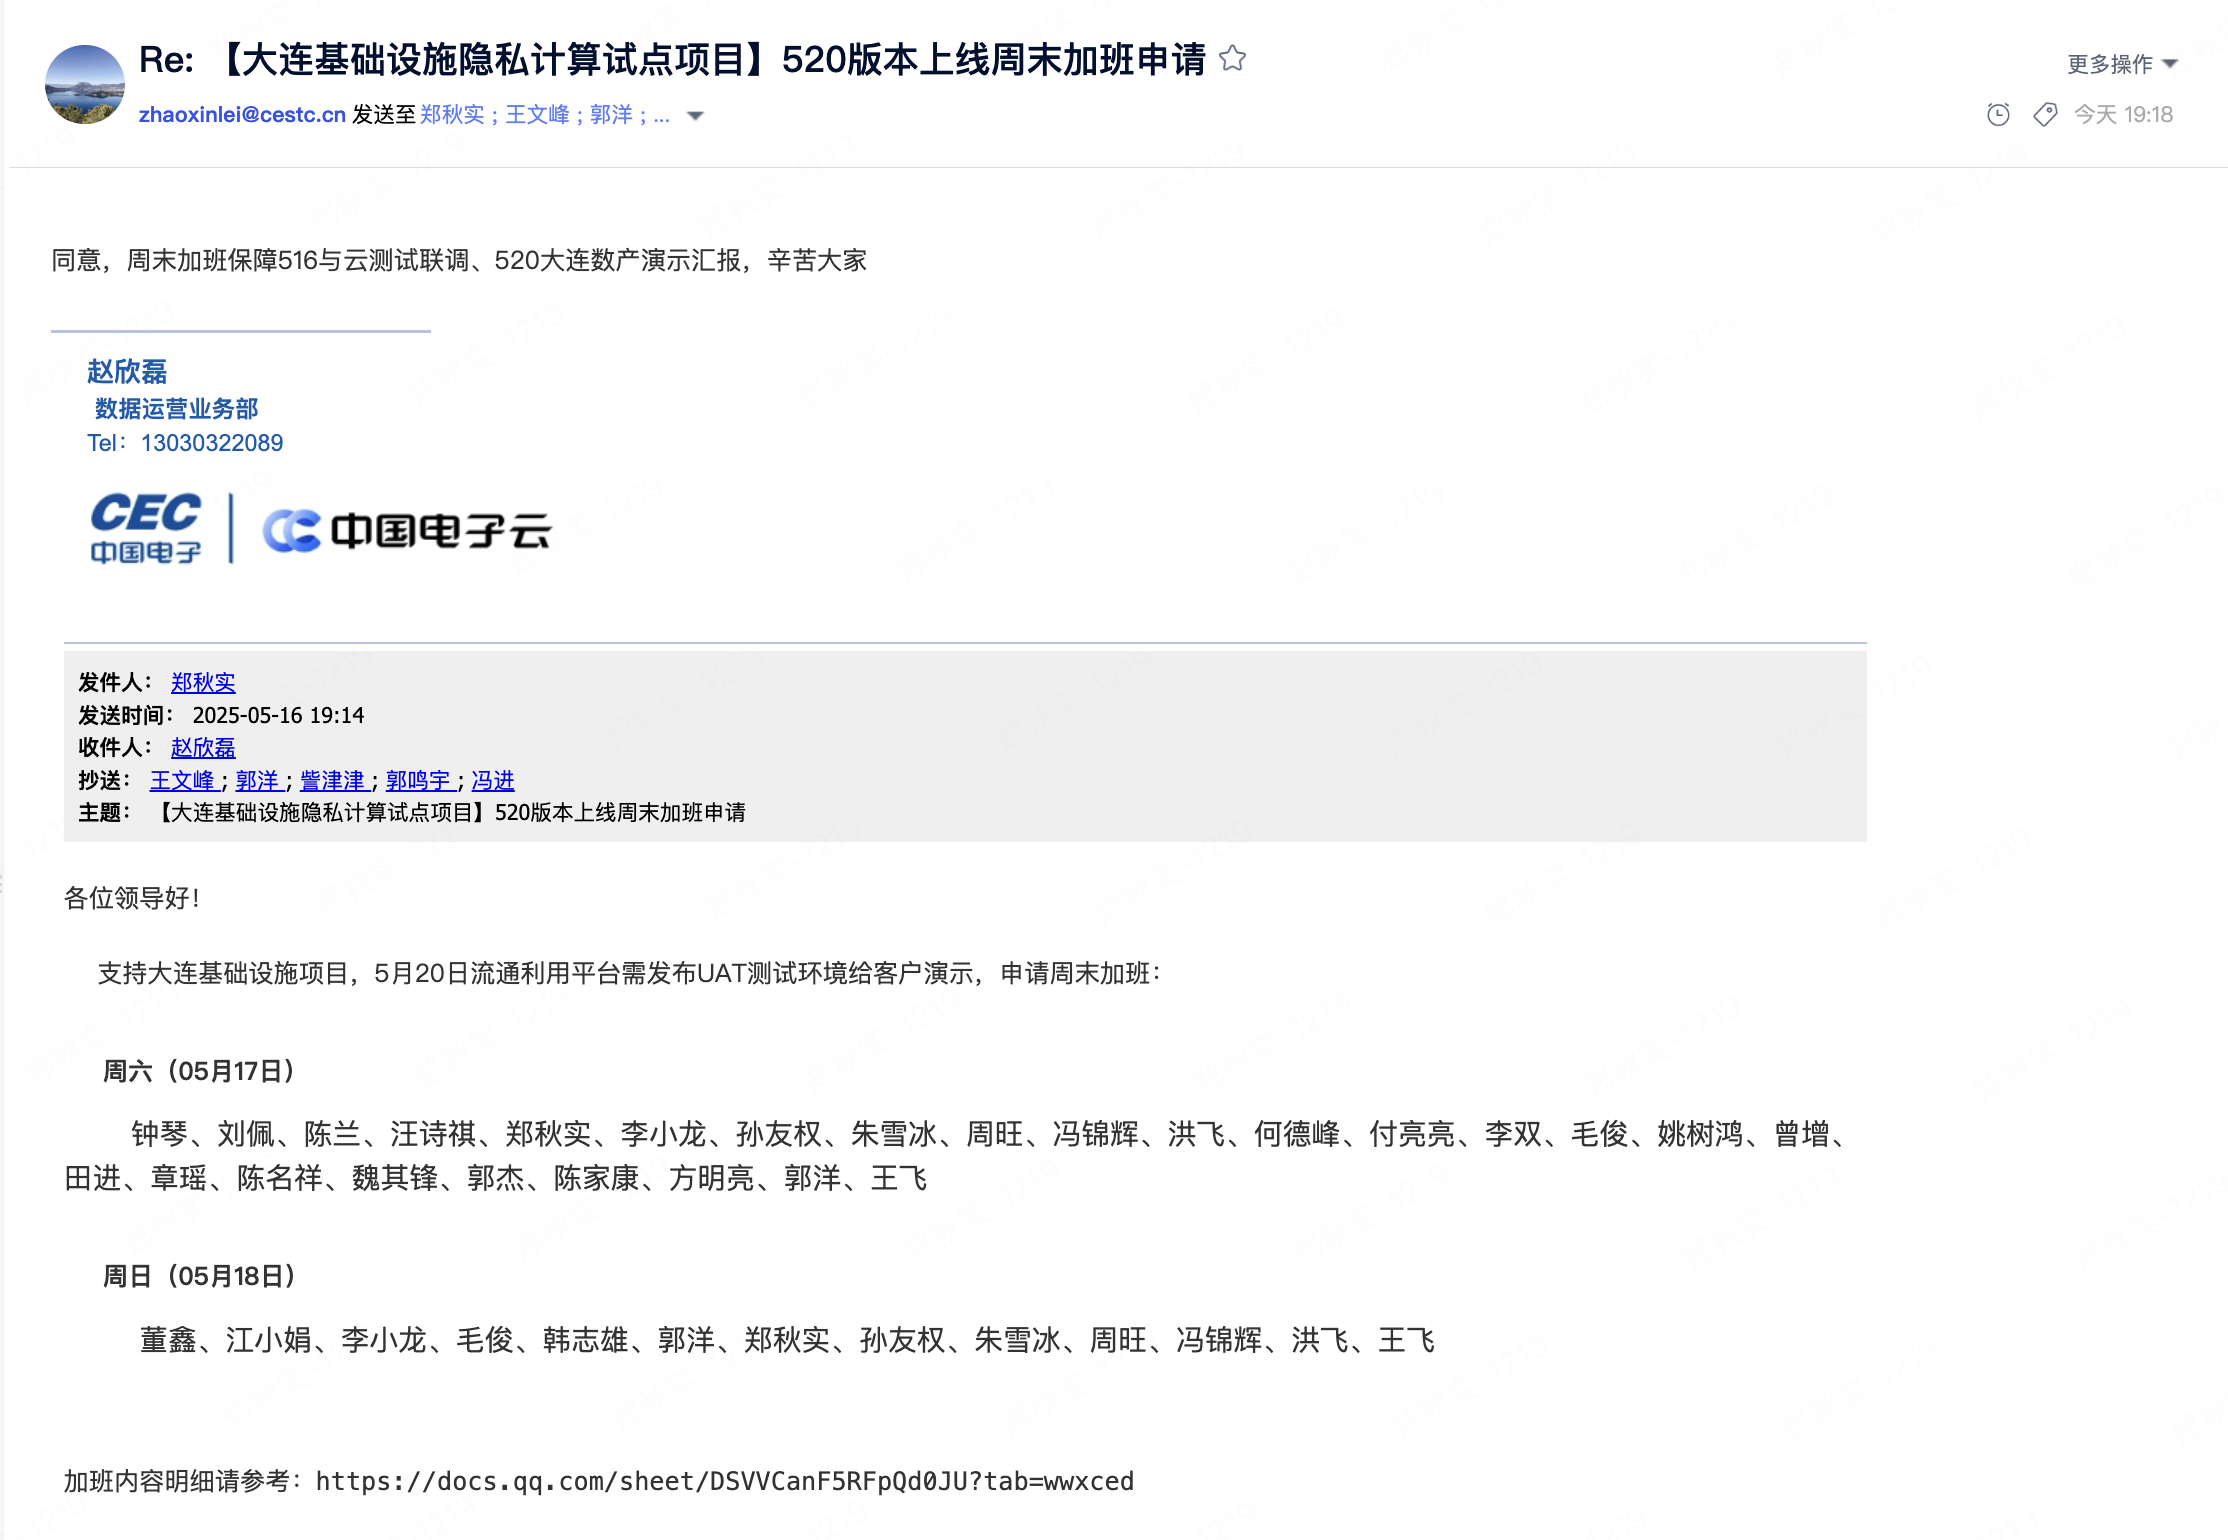 Re: 【大连基础设施隐私计算试点项目】520版本上线周末加班申请
更多操作
zhaoxinlei@cestc.cn 发送至 郑秋实 ; 王文峰 ; 郭洋 ; ...
今天 19:18
同意，周末加班保障516与云测试联调、520大连数产演示汇报，辛苦大家
赵欣磊
数据运营业务部
Tel：13030322089
CEC
中国电子
中国电子云
发件人： 郑秋实
发送时间： 2025-05-16 19:14
收件人： 赵欣磊
抄送： 王文峰 ; 郭洋 ; 訾津津 ; 郭鸣宇 ; 冯进
主题： 【大连基础设施隐私计算试点项目】520版本上线周末加班申请
各位领导好！
支持大连基础设施项目，5月20日流通利用平台需发布UAT测试环境给客户演示，申请周末加班：
周六（05月17日）
钟琴、刘佩、陈兰、汪诗祺、郑秋实、李小龙、孙友权、朱雪冰、周旺、冯锦辉、洪飞、何德峰、付亮亮、李双、毛俊、姚树鸿、曾增、
田进、章瑶、陈名祥、魏其锋、郭杰、陈家康、方明亮、郭洋、王飞
周日（05月18日）
董鑫、江小娟、李小龙、毛俊、韩志雄、郭洋、郑秋实、孙友权、朱雪冰、周旺、冯锦辉、洪飞、王飞
加班内容明细请参考：https://docs.qq.com/sheet/DSVVCanF5RFpQd0JU?tab=wwxced
郑秋实-1219